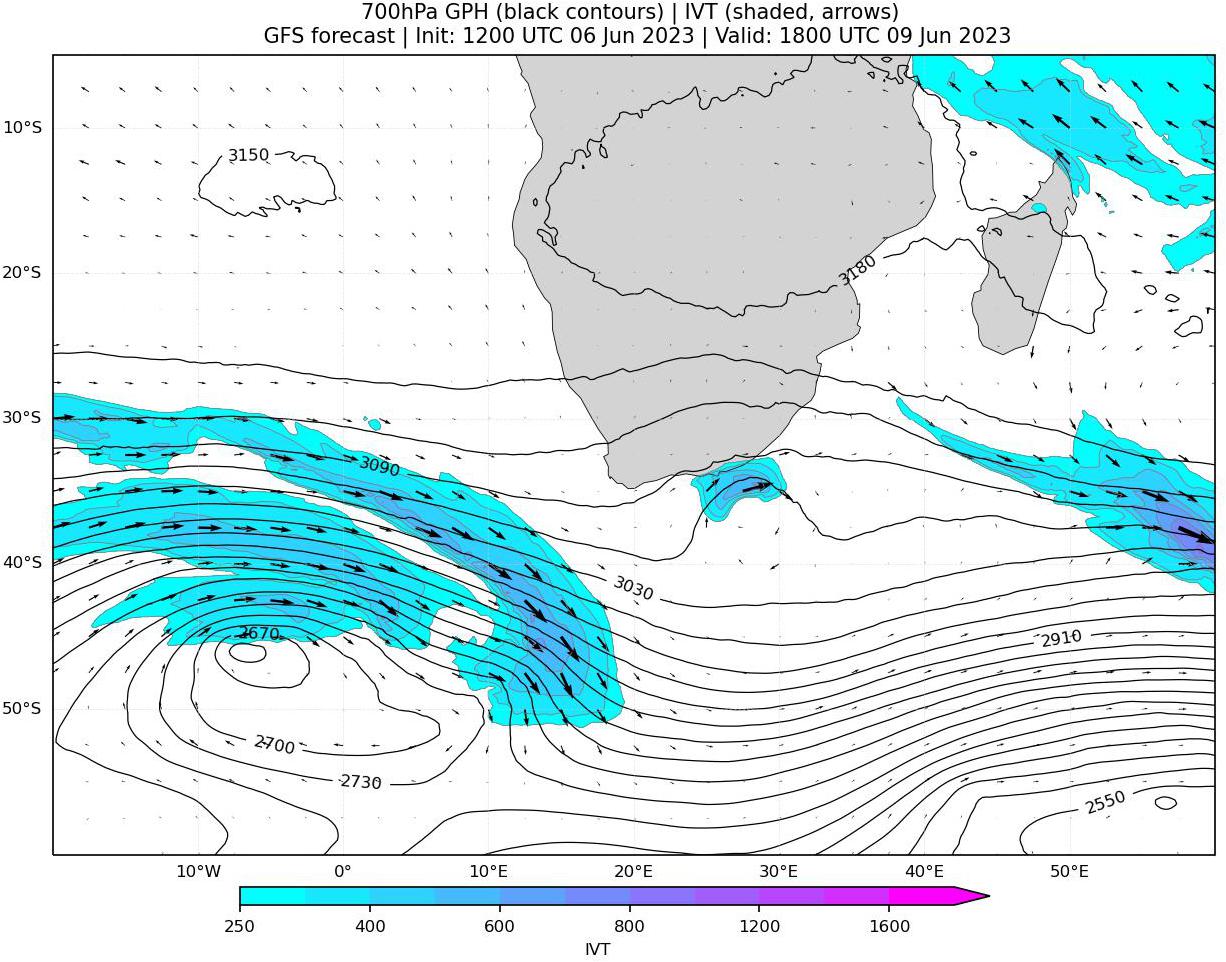 700hPa GPH (black contours) | IVT (shaded, arrows)
GFS forecast | Init: 1200 UTC 06 Jun 2023 | Valid: 1800 UTC 09 Jun 2023
10°S
3150
20°S
3180
30°S
3090
40°S
3030
2670
2910
50°S
2700
2730
2550
10°W 0° 10°E 20°E 30°E 40°E 50°E
250 400 600 800 1200 1600
IVT